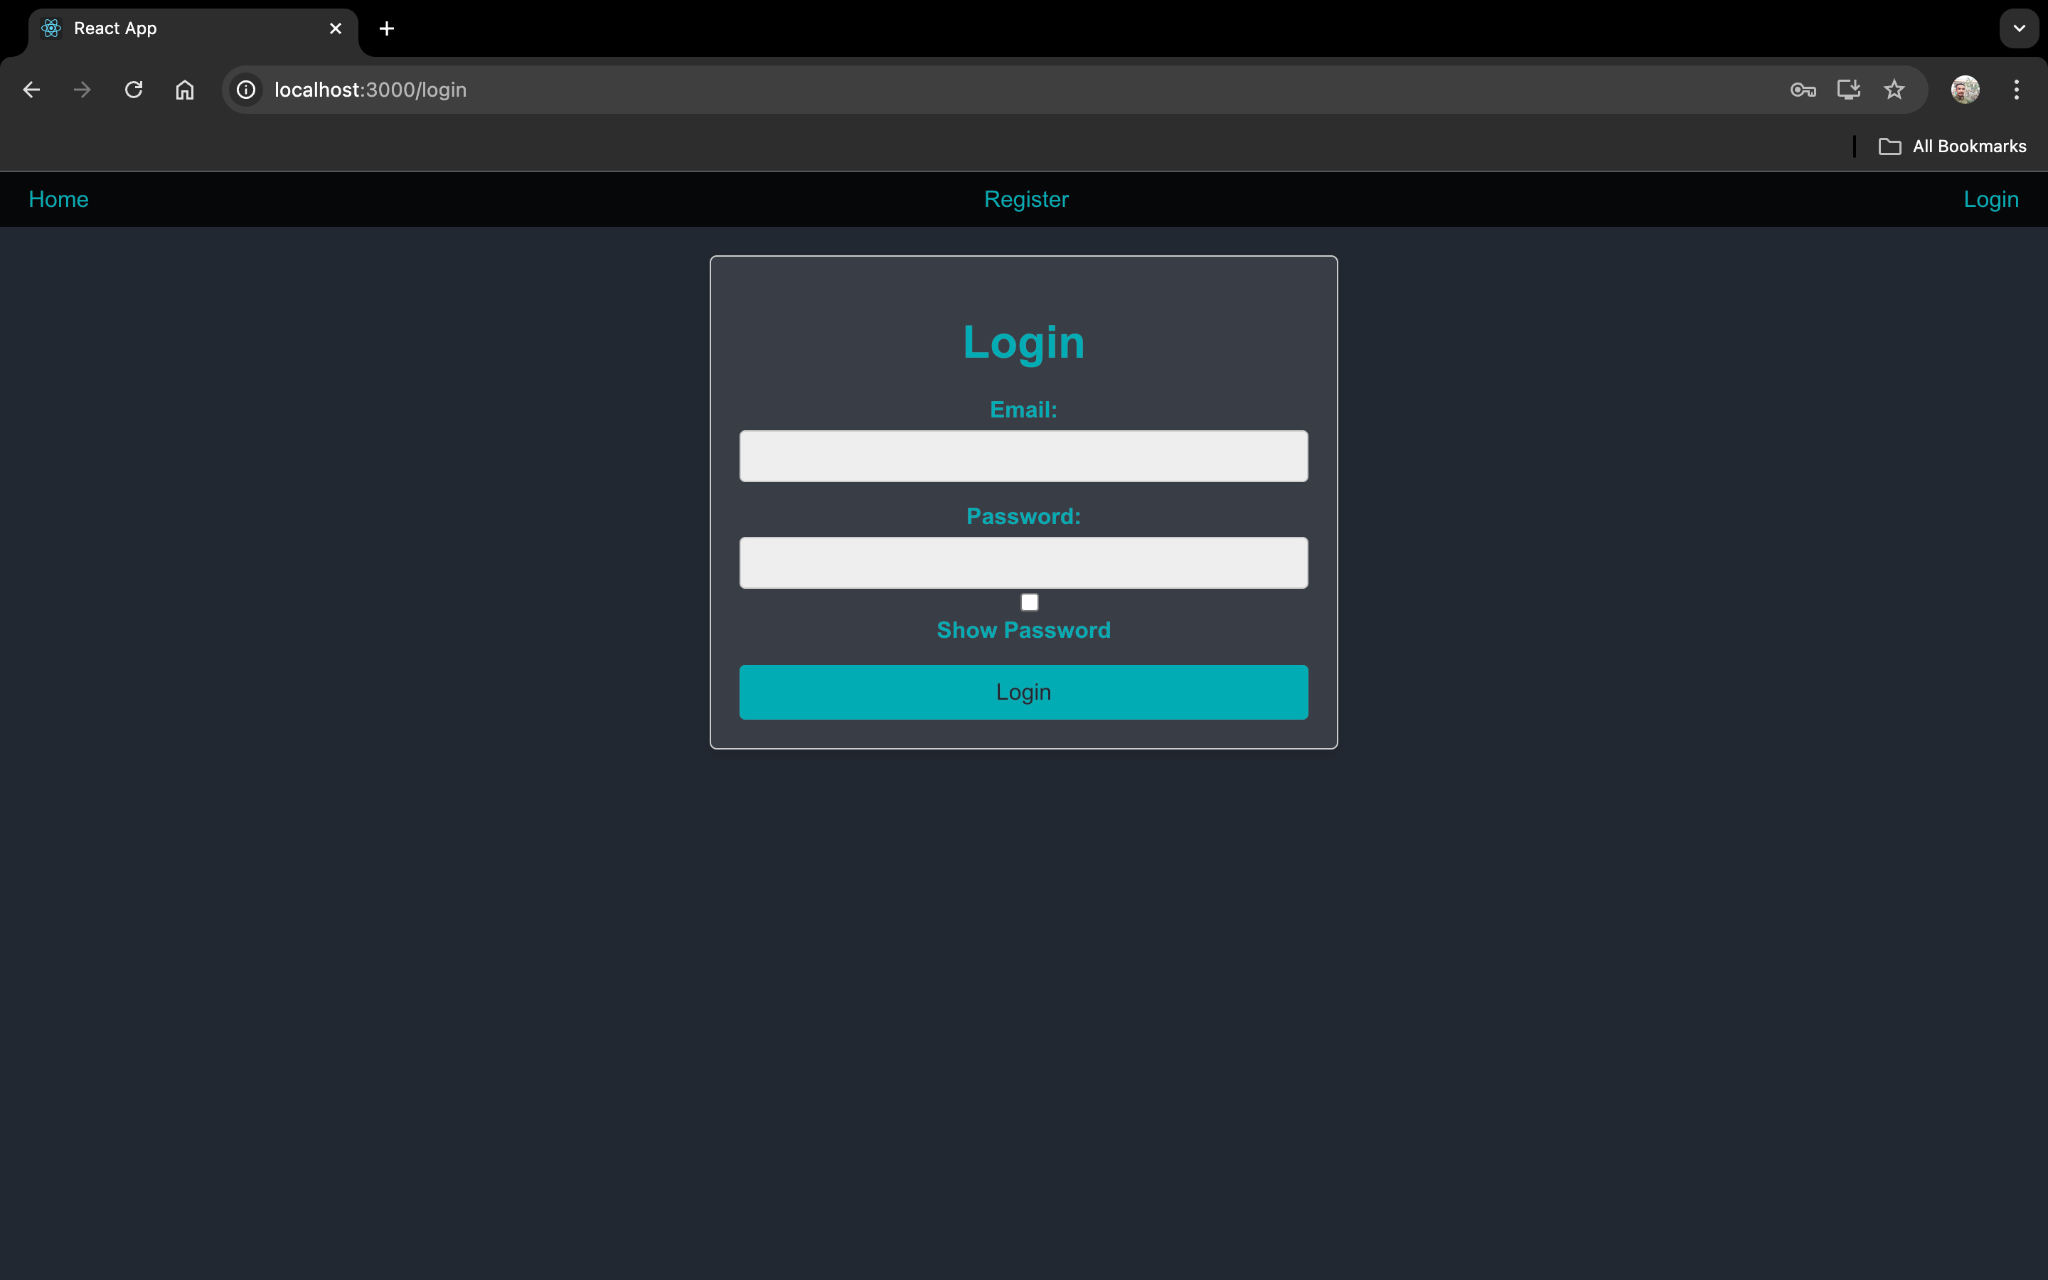 React App
localhost:3000/login
All Bookmarks
Home Register Login
Login
Email:
Password:
Show Password
Login